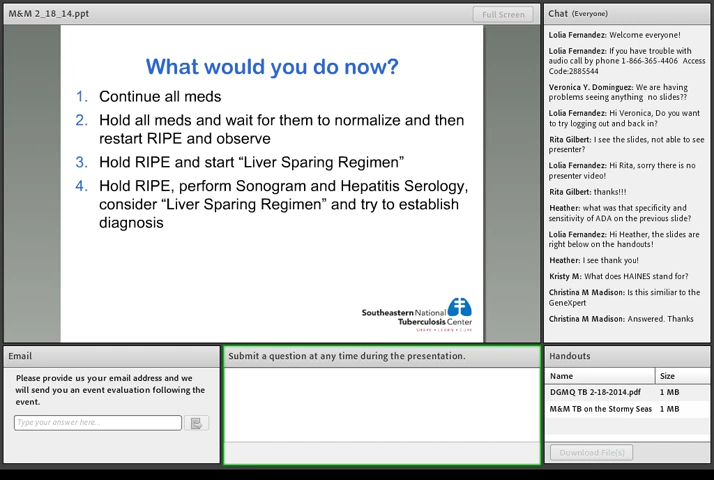 M&M 2_18_14.ppt
Full Screen
What would you do now?
1. Continue all meds
2. Hold all meds and wait for them to normalize and then
restart RIPE and observe
3. Hold RIPE and start “Liver Sparing Regimen”
4. Hold RIPE, perform Sonogram and Hepatitis Serology,
consider “Liver Sparing Regimen” and try to establish
diagnosis
Southeastern National
Tuberculosis Center
Chat (Everyone)
Lolia Fernandez: Welcome everyone!
Lolia Fernandez: If you have trouble with
audio call by phone 1-866-365-4406 Access
Code:2885544
Veronica Y. Dominguez: We are having
problems seeing anything no slides??
Lolia Fernandez: Hi Veronica, Do you want
to try logging out and back in?
Rita Gilbert: I see the slides, not able to see
presenter?
Lolia Fernandez: Hi Rita, sorry there is no
presenter video!
Rita Gilbert: thanks!!!
Heather: what was that specificity and
sensitivity of ADA on the previous slide?
Lolia Fernandez: Hi Heather, the slides are
right below on the handouts!
Heather: I see thank you!
Kristy M: What does HAINES stand for?
Christina M Madison: Is this similiar to the
GeneXpert
Christina M Madison: Answered. Thanks
Email
Please provide us your email address and we
will send you an event evaluation following the
event.
Type your answer here...
Submit a question at any time during the presentation.
Handouts
Name Size
DGMQ TB 2-18-2014.pdf 1 MB
M&M TB on the Stormy Seas 1 MB
Download File(s)